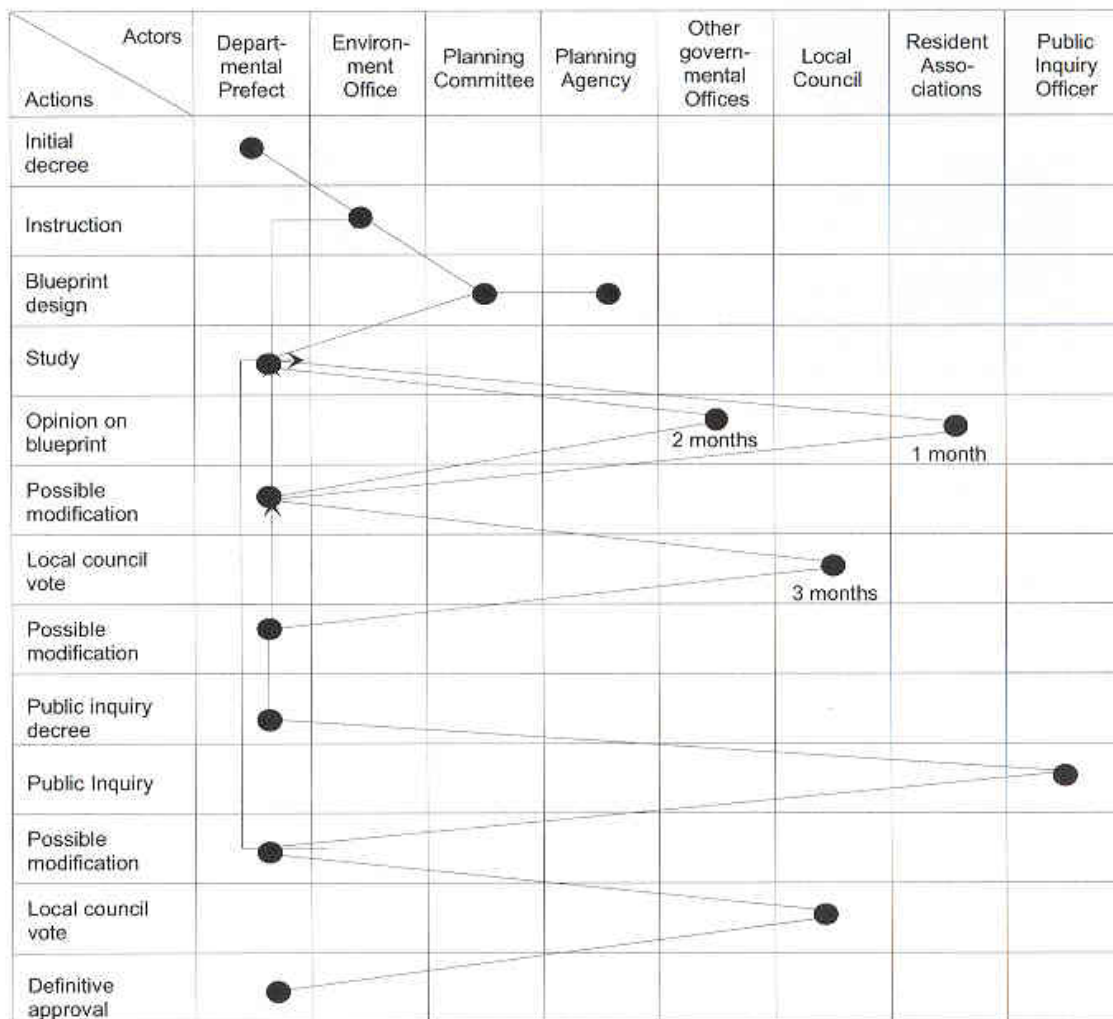 Actors
Actions
Depart-
mental
Prefect
Environ-
ment
Office
Planning
Committee
Planning
Agency
Other
govern-
mental
Offices
Local
Council
Resident
Asso-
ciations
Public
Inquiry
Officer
Initial
decree
Instruction
Blueprint
design
Study
Opinion on
blueprint
2 months
1 month
Possible
modification
Local council
vote
3 months
Possible
modification
Public inquiry
decree
Public Inquiry
Possible
modification
Local council
vote
Definitive
approval